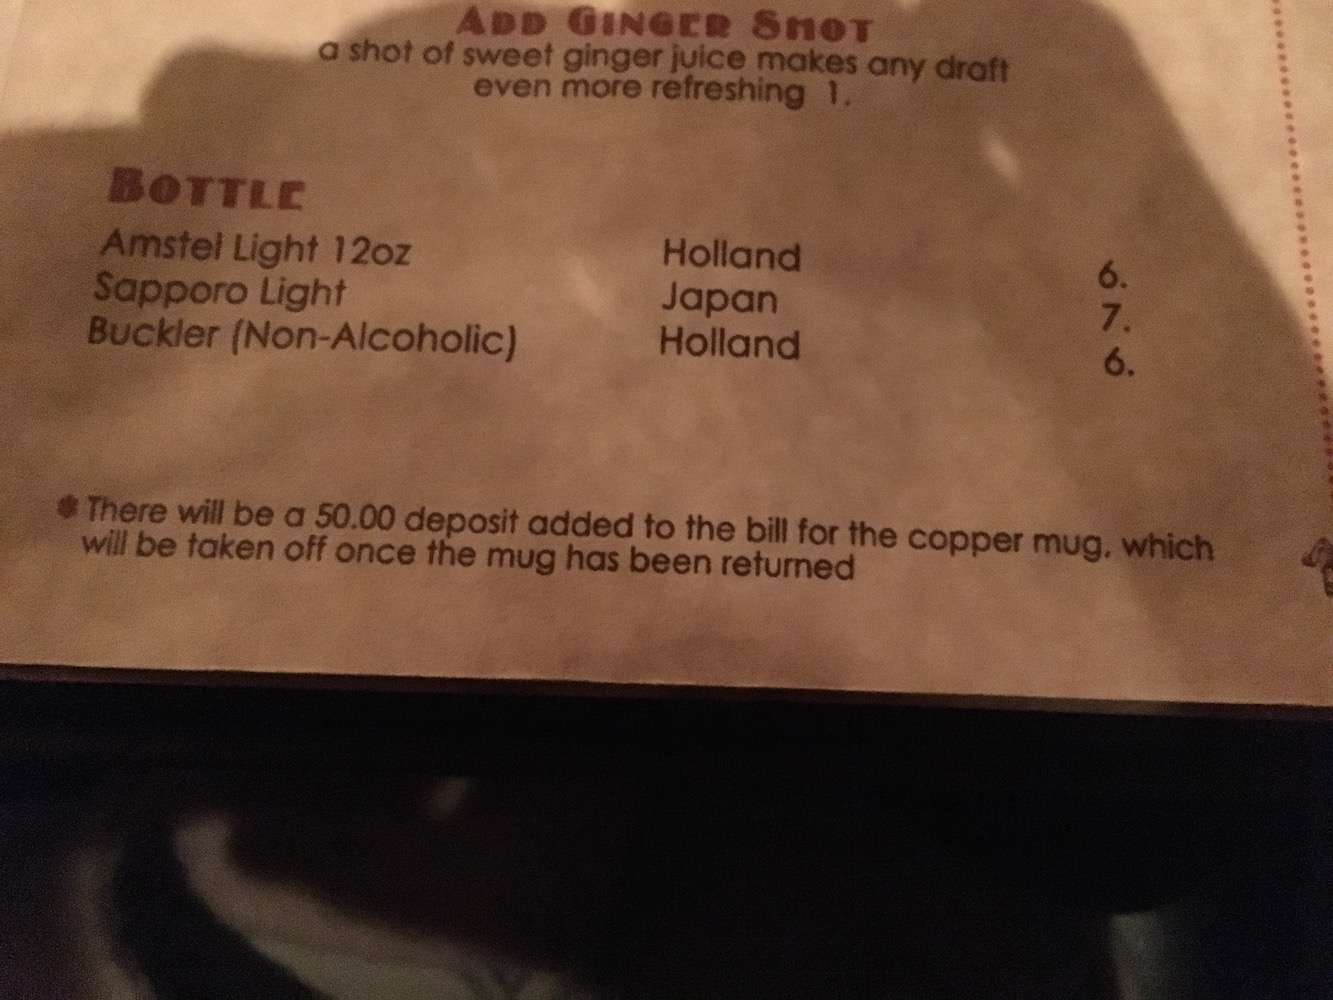 ADD GINGER SHOT
a shot of sweet ginger juice makes any draft
even more refreshing 1.
BOTTLE
Amstel Light 12oz Holland 6.
Sapporo Light Japan 7.
Buckler (Non-Alcoholic) Holland 6.
There will be a 50.00 deposit added to the bill for the copper mug, which
will be taken off once the mug has been returned